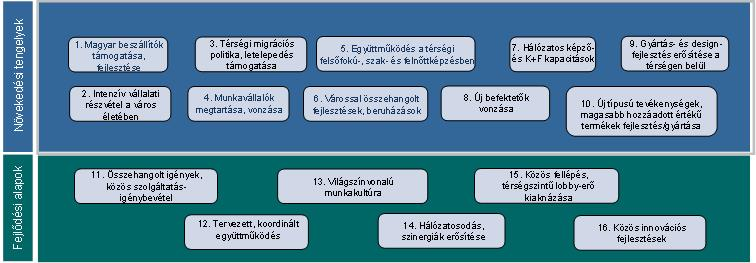 Növekedési tengelyek
1. Magyar beszállítók
támogatása,
fejlesztése
3. Térségi migrációs
politika, letelepedés
támogatása
5. Együttműködés a térségi
felsőfokú-, szak- és felnőttképzésben
7. Hálózatos képző-
és K+F kapacitások
9. Gyártás- és design-
fejlesztés erősítése a
térségen belül
2. Intenzív vállalati
részvétel a város
életében
4. Munkavállalók
megtartása, vonzása
6. Várossal összehangolt
fejlesztések, beruházások
8. Új befektetők
vonzása
10. Új típusú tevékenységek,
magasabb hozzáadott értékű
termékek fejlesztés/gyártása
Fejlődési alapok
11. Összehangolt igények,
közös szolgáltatás-
igénybevétel
13. Világszínvonalú
munkakultúra
15. Közös fellépés,
térségszintű lobby-erő
kiaknázása
12. Tervezett, koordinált
együttműködés
14. Hálózatosodás,
szinergiák erősítése
16. Közös innovációs
fejlesztések